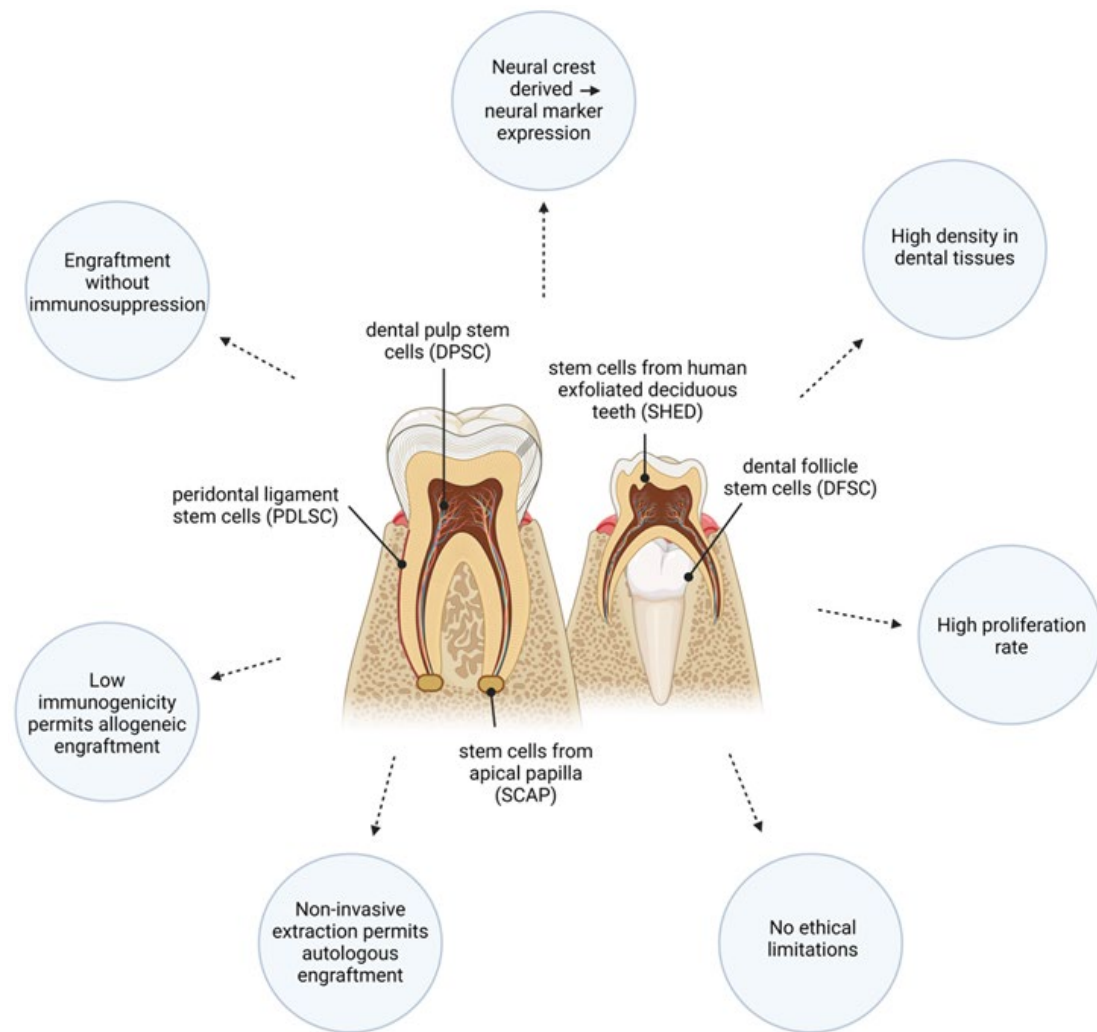 Neural crest
derived →
neural marker
expression
High density in
dental tissues
Engraftment
without
immunosuppression
dental pulp stem
cells (DPSC)
stem cells from human
exfoliated deciduous
teeth (SHED)
dental follicle
stem cells (DFSC)
peridontal ligament
stem cells (PDLSC)
High proliferation
rate
Low
immunogenicity
permits allogeneic
engraftment
stem cells from
apical papilla
(SCAP)
Non-invasive
extraction permits
autologous
engraftment
No ethical
limitations